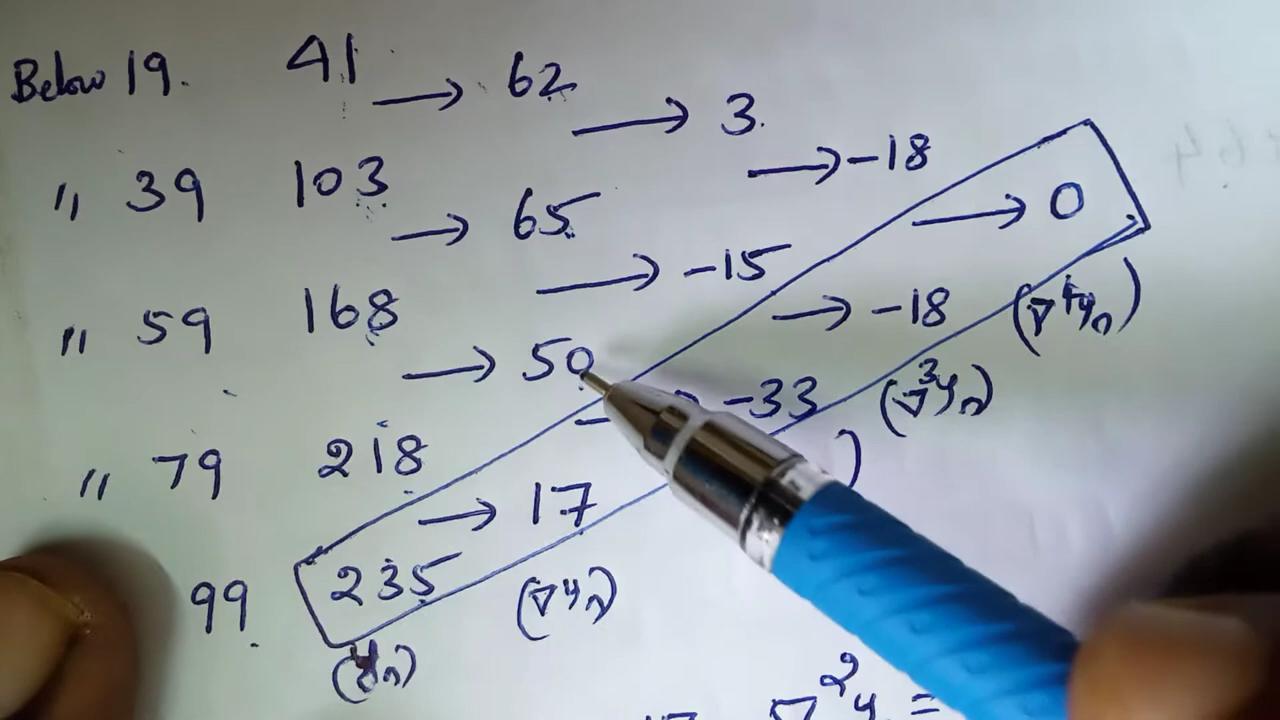 Below 19. 41 → 62 → 3. → -18 → 0
" 39 103 → 65 → -15 → -18 (∇⁴yₙ)
" 59 168 → 50 → -33 (∇³yₙ)
" 79 218 → 17 )
99. 235 (∇yₙ)
(yₙ)
∇²y =